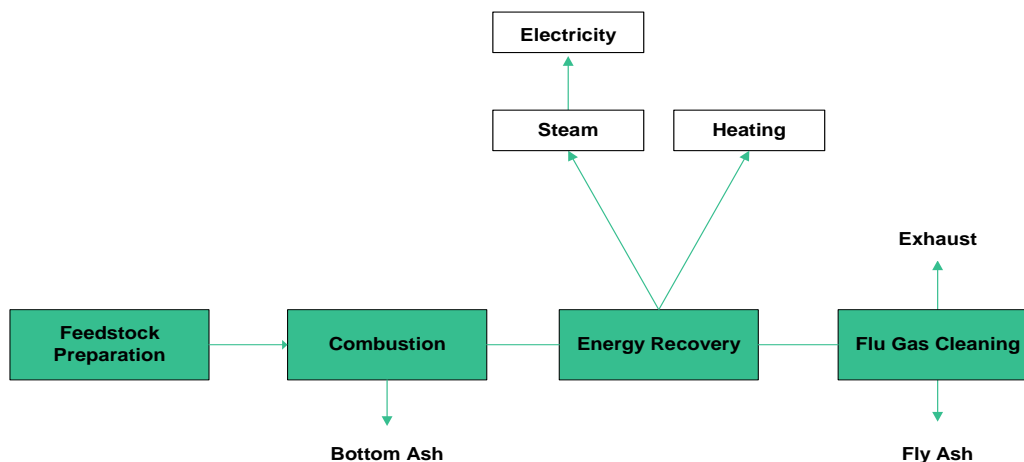 Electricity
Steam
Heating
Exhaust
Feedstock
Preparation
Combustion
Energy Recovery
Flu Gas Cleaning
Bottom Ash
Fly Ash